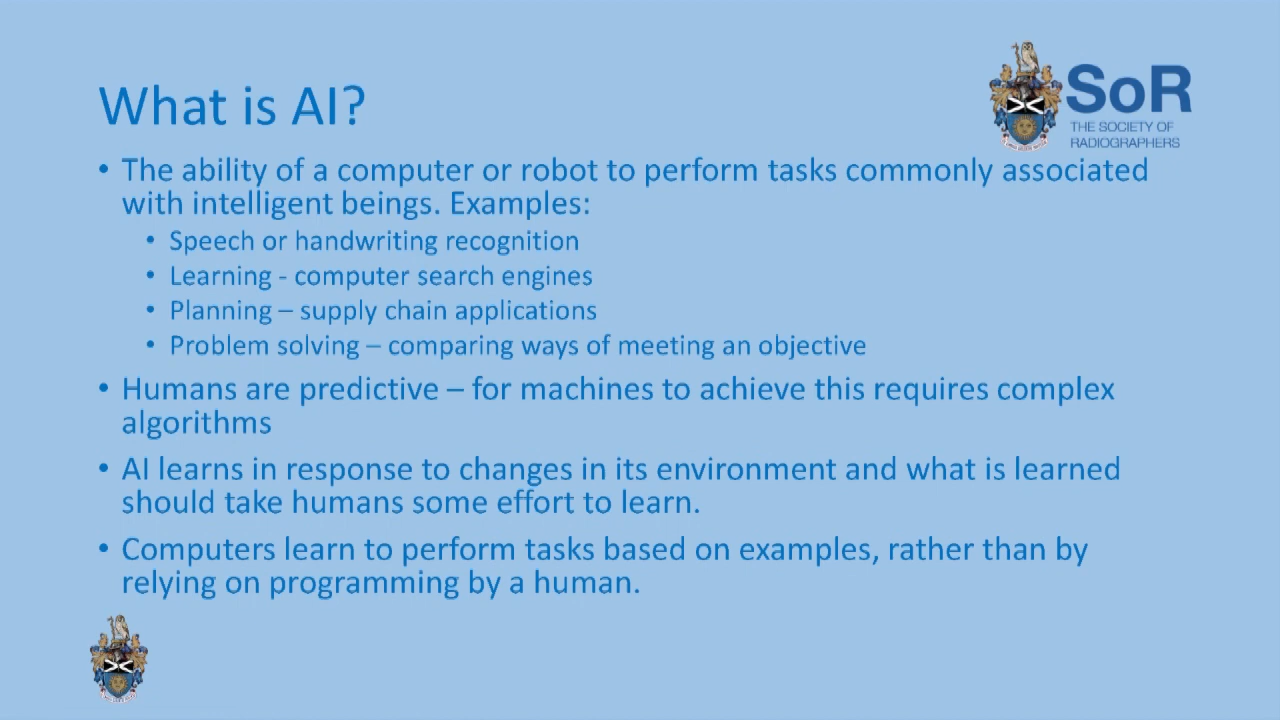 What is AI?
SoR
THE SOCIETY OF
RADIOGRAPHERS
• The ability of a computer or robot to perform tasks commonly associated
with intelligent beings. Examples:
• Speech or handwriting recognition
• Learning - computer search engines
• Planning – supply chain applications
• Problem solving – comparing ways of meeting an objective
• Humans are predictive – for machines to achieve this requires complex
algorithms
• AI learns in response to changes in its environment and what is learned
should take humans some effort to learn.
• Computers learn to perform tasks based on examples, rather than by
relying on programming by a human.